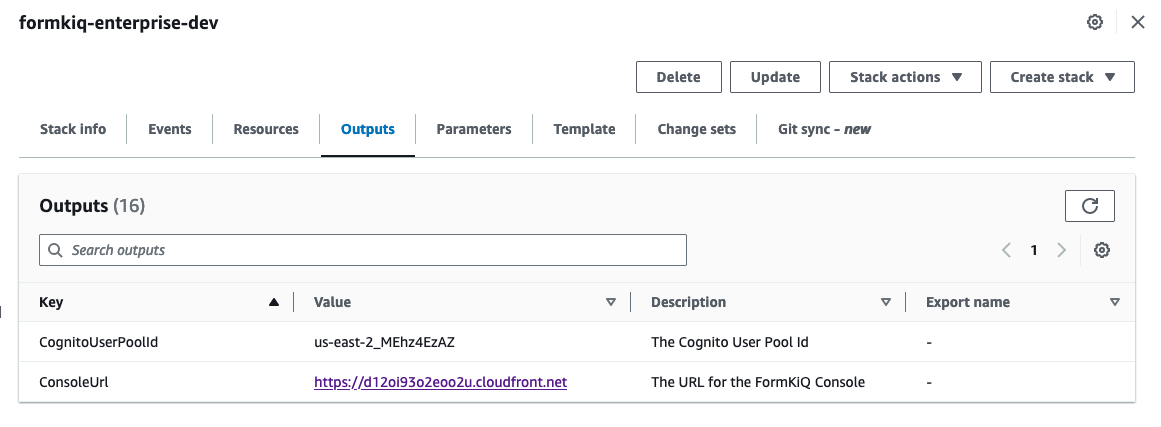 formkiq-enterprise-dev
Delete Update Stack actions Create stack
Stack info Events Resources Outputs Parameters Template Change sets Git sync - new
Outputs (16)
Search outputs
1
Key Value Description Export name
CognitoUserPoolId us-east-2_MEhz4EzAZ The Cognito User Pool Id -
ConsoleUrl https://d12oi93o2eoo2u.cloudfront.net The URL for the FormKiQ Console -